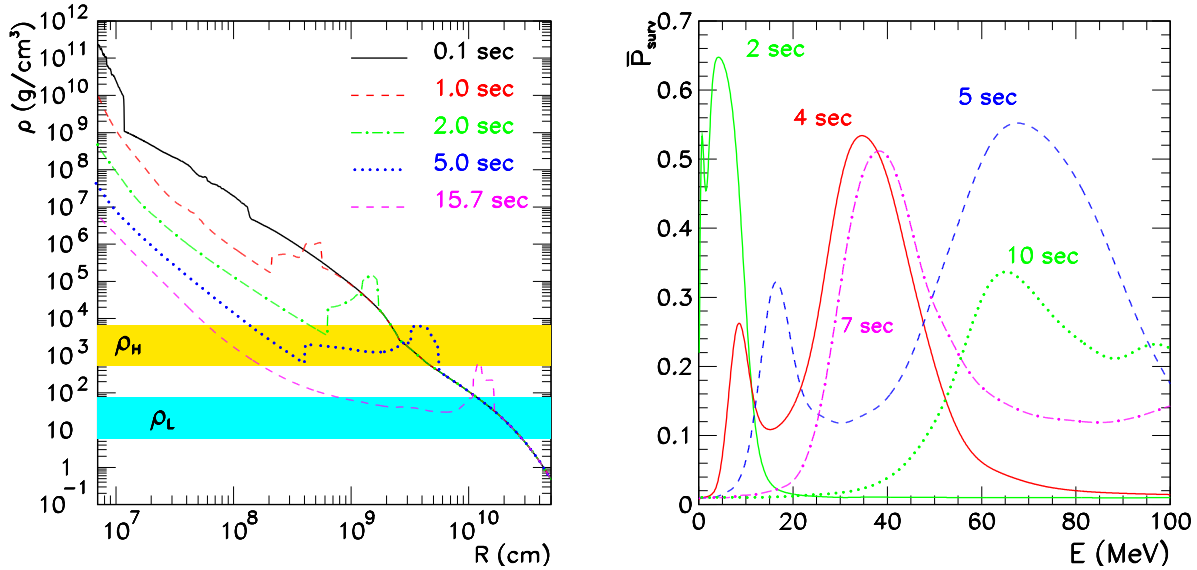 ρ (g/cm³)
10¹²
10¹¹
10¹⁰
10⁹
10⁸
10⁷
10⁶
10⁵
10⁴
10³
10²
10
1
10⁻¹
0.1 sec
1.0 sec
2.0 sec
5.0 sec
15.7 sec
ρH
ρL
10⁷ 10⁸ 10⁹ 10¹⁰
R (cm)
P̅surv
0.7
0.6
0.5
0.4
0.3
0.2
0.1
0
2 sec
4 sec
5 sec
7 sec
10 sec
0 20 40 60 80 100
E (MeV)